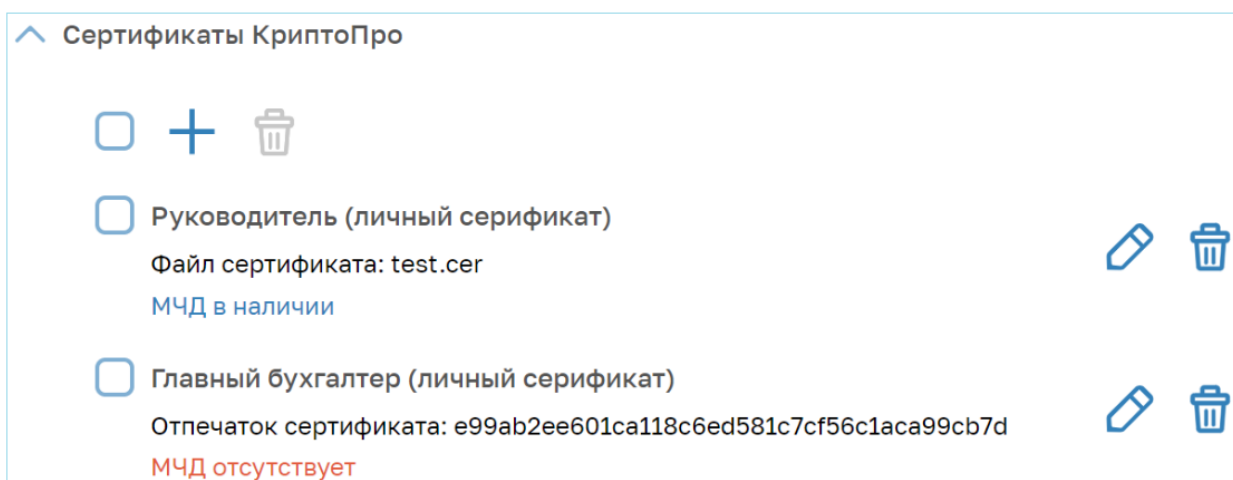 Сертификаты КриптоПро
Руководитель (личный серификат)
Файл сертификата: test.cer
МЧД в наличии
Главный бухгалтер (личный серификат)
Отпечаток сертификата: e99ab2ee601ca118c6ed581c7cf56c1aca99cb7d
МЧД отсутствует